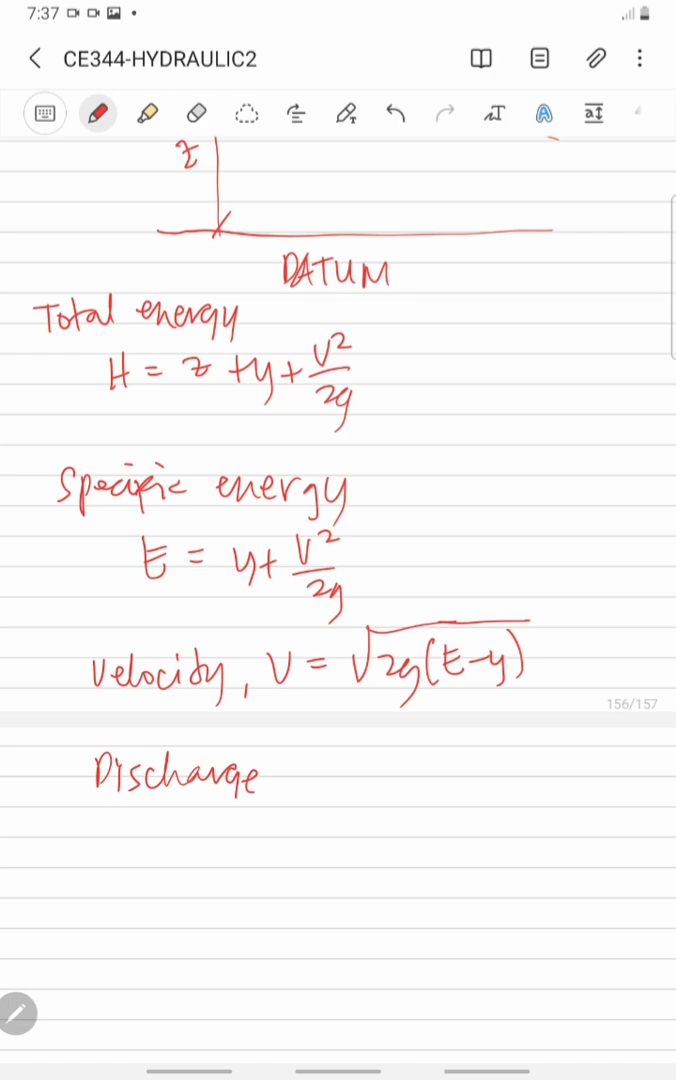 7:37
CE344-HYDRAULIC2
z
DATUM
Total energy
H = z + y + V²/2g
Specific energy
E = y + V²/2g
Velocity, V = √2g(E-y)
156/157
Discharge